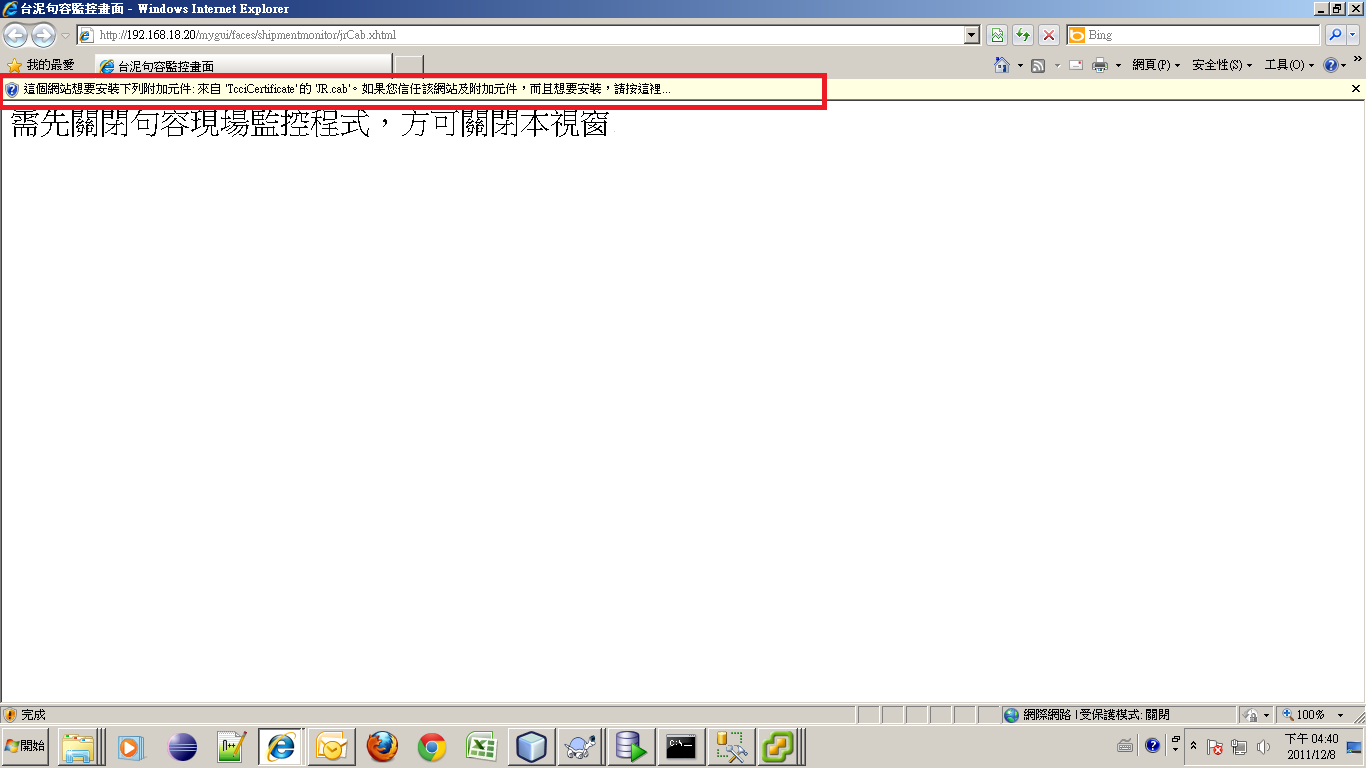 台泥句容監控畫面 - Windows Internet Explorer
http://192.168.18.20/mygui/faces/shipmentmonitor/jrCab.xhtml
Bing
我的最愛
台泥句容監控畫面
網頁(P)
安全性(S)
工具(O)
這個網站想要安裝下列附加元件: 來自 'TcciCertificate' 的 'JR.cab'。如果您信任該網站及附加元件，而且想要安裝，請按這裡...
需先關閉句容現場監控程式，方可關閉本視窗
完成
網際網路 | 受保護模式: 關閉
100%
開始
下午 04:40
2011/12/8